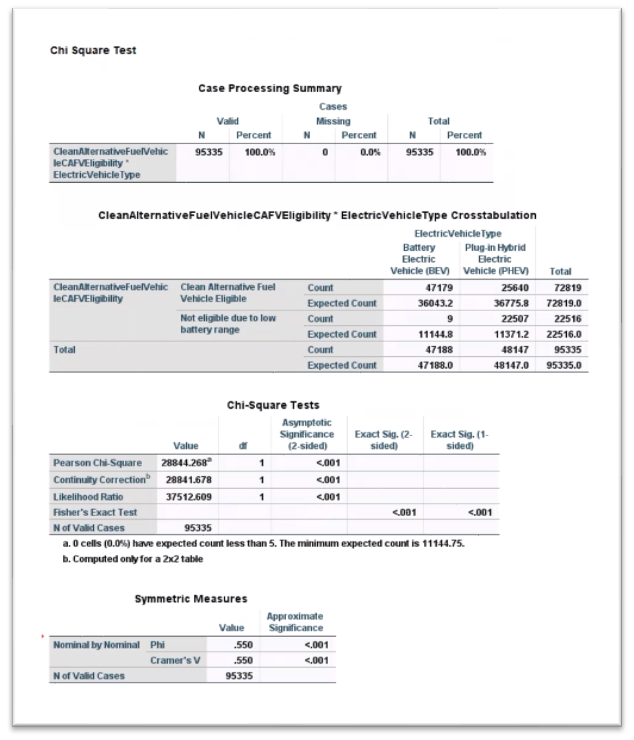 Chi Square Test
Case Processing Summary
Cases
Valid Missing Total
N Percent N Percent N Percent
CleanAlternativeFuelVehic
leCAFVEligibility *
ElectricVehicleType
95335 100.0% 0 0.0% 95335 100.0%
CleanAlternativeFuelVehicleCAFVEligibility * ElectricVehicleType Crosstabulation
ElectricVehicleType
Battery
Electric
Vehicle (BEV)
Plug-in Hybrid
Electric
Vehicle (PHEV)
Total
CleanAlternativeFuelVehic
leCAFVEligibility
Clean Alternative Fuel
Vehicle Eligible
Count 47179 25640 72819
Expected Count 36043.2 36775.8 72819.0
Not eligible due to low
battery range
Count 9 22507 22516
Expected Count 11144.8 11371.2 22516.0
Total Count 47188 48147 95335
Expected Count 47188.0 48147.0 95335.0
Chi-Square Tests
Value df
Asymptotic
Significance
(2-sided)
Exact Sig. (2-
sided)
Exact Sig. (1-
sided)
Pearson Chi-Square 28844.268a 1 <.001
Continuity Correctionb 28841.678 1 <.001
Likelihood Ratio 37512.609 1 <.001
Fisher's Exact Test <.001 <.001
N of Valid Cases 95335
a. 0 cells (0.0%) have expected count less than 5. The minimum expected count is 11144.75.
b. Computed only for a 2x2 table
Symmetric Measures
Value
Approximate
Significance
Nominal by Nominal Phi .550 <.001
Cramer's V .550 <.001
N of Valid Cases 95335